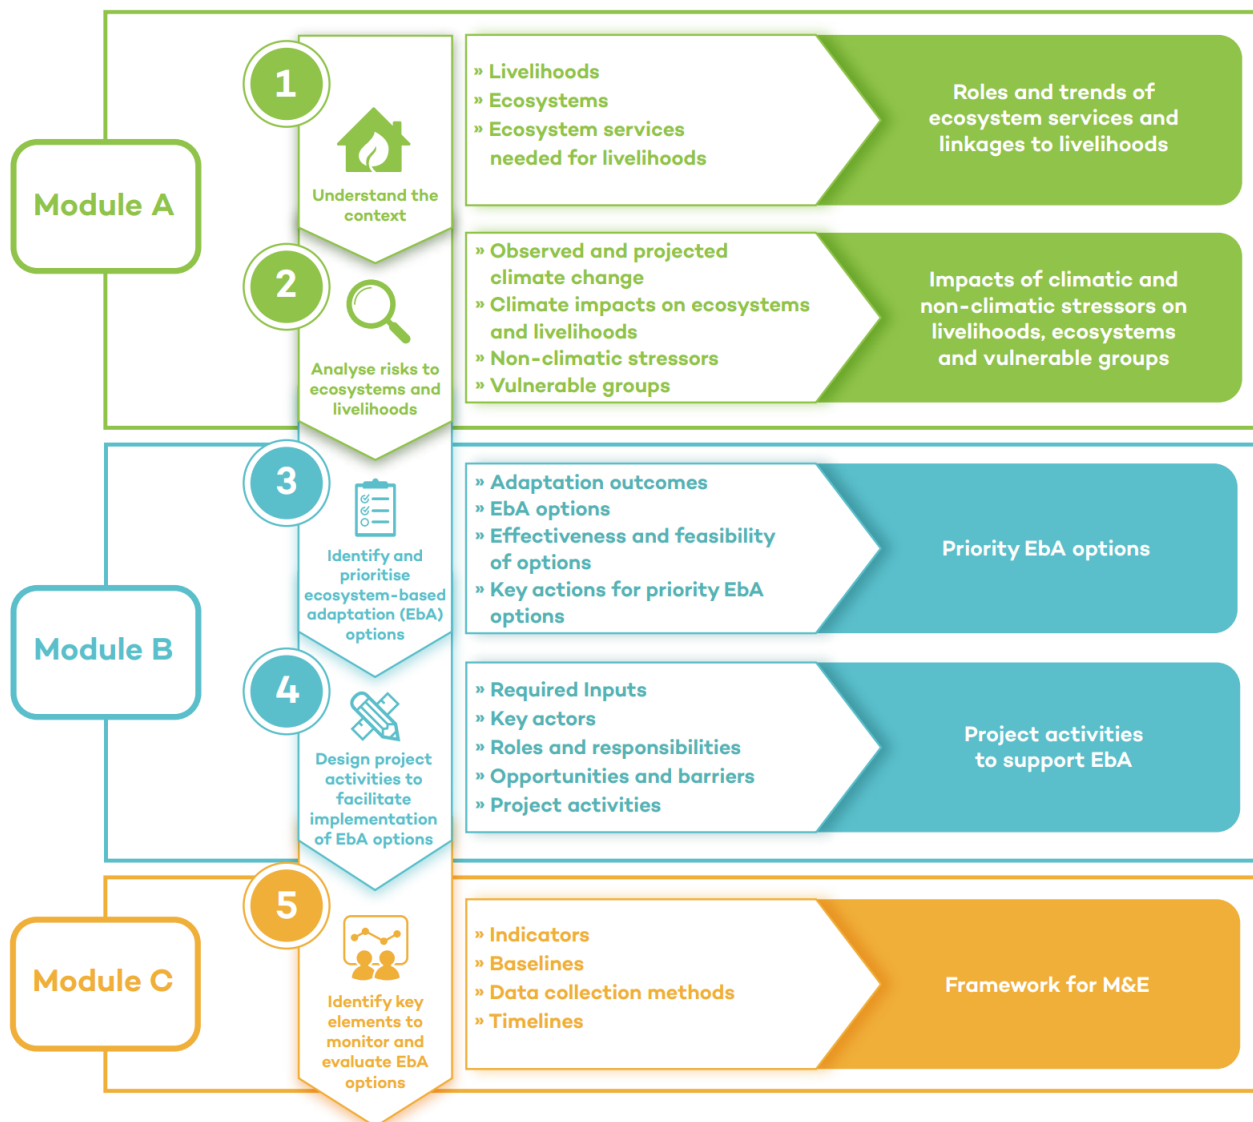 Module A
1
Understand the
context
» Livelihoods
» Ecosystems
» Ecosystem services
needed for livelihoods
Roles and trends of
ecosystem services and
linkages to livelihoods
2
Analyse risks to
ecosystems and
livelihoods
» Observed and projected
climate change
» Climate impacts on ecosystems
and livelihoods
» Non-climatic stressors
» Vulnerable groups
Impacts of climatic and
non-climatic stressors on
livelihoods, ecosystems
and vulnerable groups
Module B
3
Identify and
prioritise
ecosystem-based
adaptation (EbA)
options
» Adaptation outcomes
» EbA options
» Effectiveness and feasibility
of options
» Key actions for priority EbA
options
Priority EbA options
4
Design project
activities to
facilitate
implementation
of EbA options
» Required Inputs
» Key actors
» Roles and responsibilities
» Opportunities and barriers
» Project activities
Project activities
to support EbA
Module C
5
Identify key
elements to
monitor and
evaluate EbA
options
» Indicators
» Baselines
» Data collection methods
» Timelines
Framework for M&E